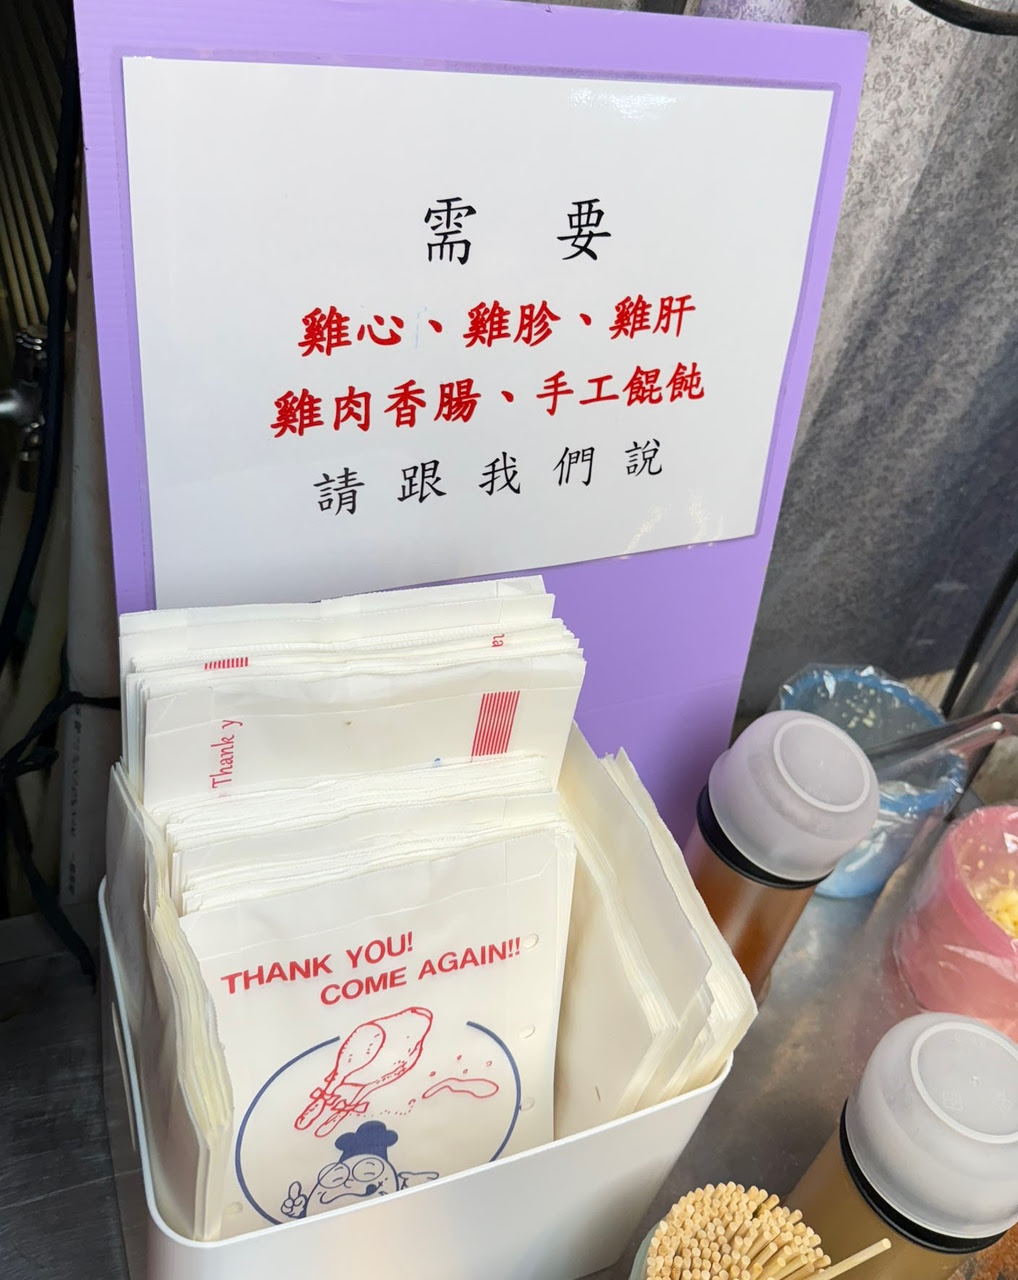 需 要
雞心、雞胗、雞肝
雞肉香腸、手工餛飩
請 跟 我 們 說
Thank y
THANK YOU!
COME AGAIN!!